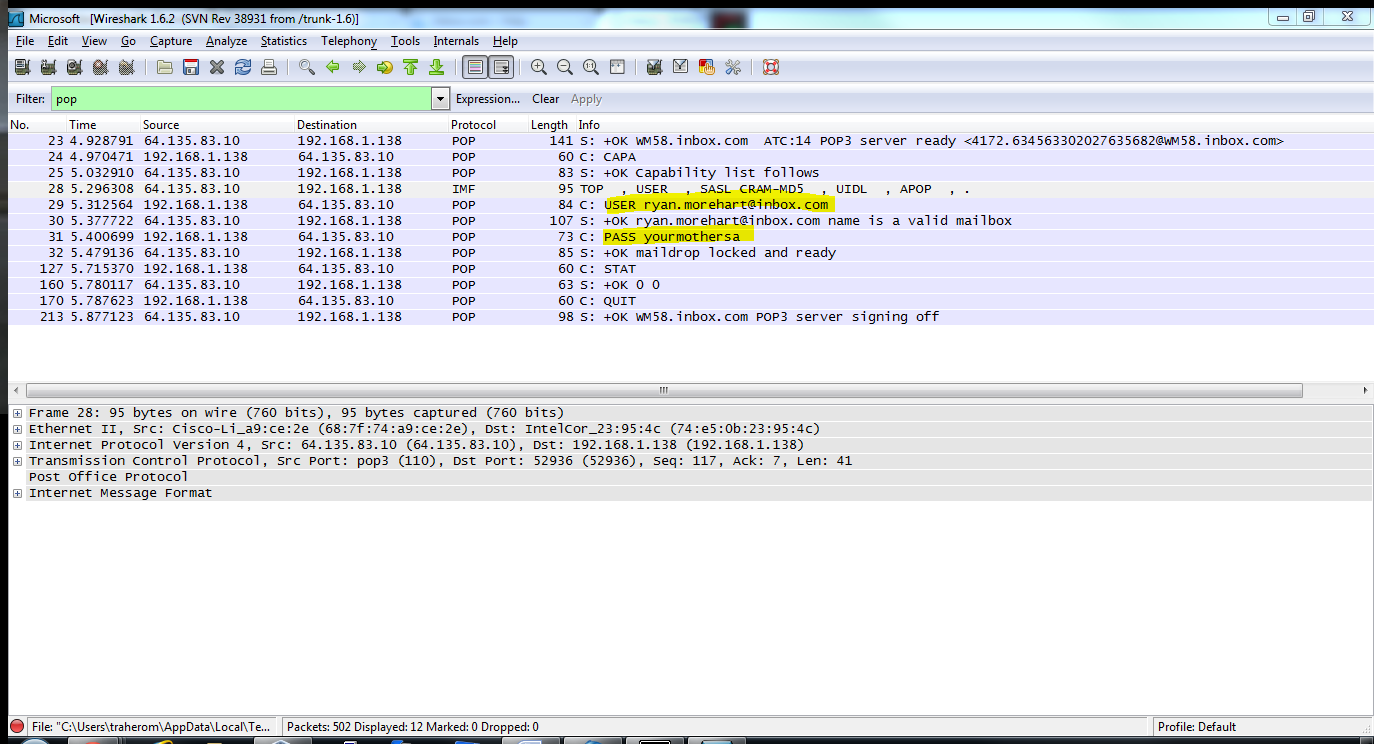 Microsoft [Wireshark 1.6.2 (SVN Rev 38931 from /trunk-1.6)]
File Edit View Go Capture Analyze Statistics Telephony Tools Internals Help
Filter: pop Expression... Clear Apply
No. Time Source Destination Protocol Length Info
23 4.928791 64.135.83.10 192.168.1.138 POP 141 S: +OK WM58.inbox.com ATC:14 POP3 server ready <4172.634563302027635682@WM58.inbox.com>
24 4.970471 192.168.1.138 64.135.83.10 POP 60 C: CAPA
25 5.032910 64.135.83.10 192.168.1.138 POP 83 S: +OK Capability list follows
28 5.296308 64.135.83.10 192.168.1.138 IMF 95 TOP , USER , SASL CRAM-MD5 , UIDL , APOP , .
29 5.312564 192.168.1.138 64.135.83.10 POP 84 C: USER ryan.morehart@inbox.com
30 5.377722 64.135.83.10 192.168.1.138 POP 107 S: +OK ryan.morehart@inbox.com name is a valid mailbox
31 5.400699 192.168.1.138 64.135.83.10 POP 73 C: PASS yourmothersa
32 5.479136 64.135.83.10 192.168.1.138 POP 85 S: +OK maildrop locked and ready
127 5.715370 192.168.1.138 64.135.83.10 POP 60 C: STAT
160 5.780117 64.135.83.10 192.168.1.138 POP 63 S: +OK 0 0
170 5.787623 192.168.1.138 64.135.83.10 POP 60 C: QUIT
213 5.877123 64.135.83.10 192.168.1.138 POP 98 S: +OK WM58.inbox.com POP3 server signing off
Frame 28: 95 bytes on wire (760 bits), 95 bytes captured (760 bits)
Ethernet II, Src: Cisco-Li_a9:ce:2e (68:7f:74:a9:ce:2e), Dst: IntelCor_23:95:4c (74:e5:0b:23:95:4c)
Internet Protocol Version 4, Src: 64.135.83.10 (64.135.83.10), Dst: 192.168.1.138 (192.168.1.138)
Transmission Control Protocol, Src Port: pop3 (110), Dst Port: 52936 (52936), Seq: 117, Ack: 7, Len: 41
Post Office Protocol
Internet Message Format
File: "C:\Users\traherom\AppData\Local\Te... Packets: 502 Displayed: 12 Marked: 0 Dropped: 0 Profile: Default